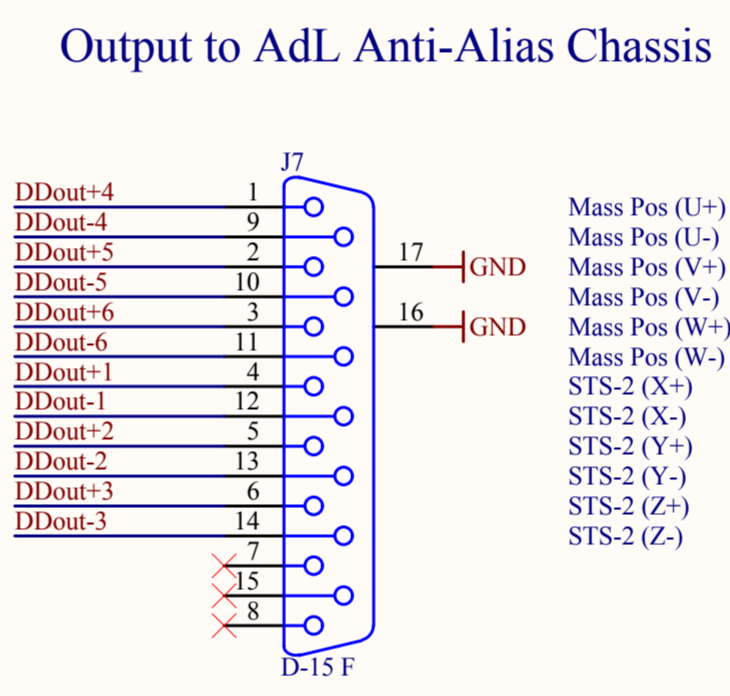 Output to AdL Anti-Alias Chassis
J7
DDout+4 1 Mass Pos (U+)
DDout-4 9 Mass Pos (U-)
DDout+5 2 17 GND Mass Pos (V+)
DDout-5 10 Mass Pos (V-)
DDout+6 3 16 GND Mass Pos (W+)
DDout-6 11 Mass Pos (W-)
DDout+1 4 STS-2 (X+)
DDout-1 12 STS-2 (X-)
DDout+2 5 STS-2 (Y+)
DDout-2 13 STS-2 (Y-)
DDout+3 6 STS-2 (Z+)
DDout-3 14 STS-2 (Z-)
7
15
8
D-15 F